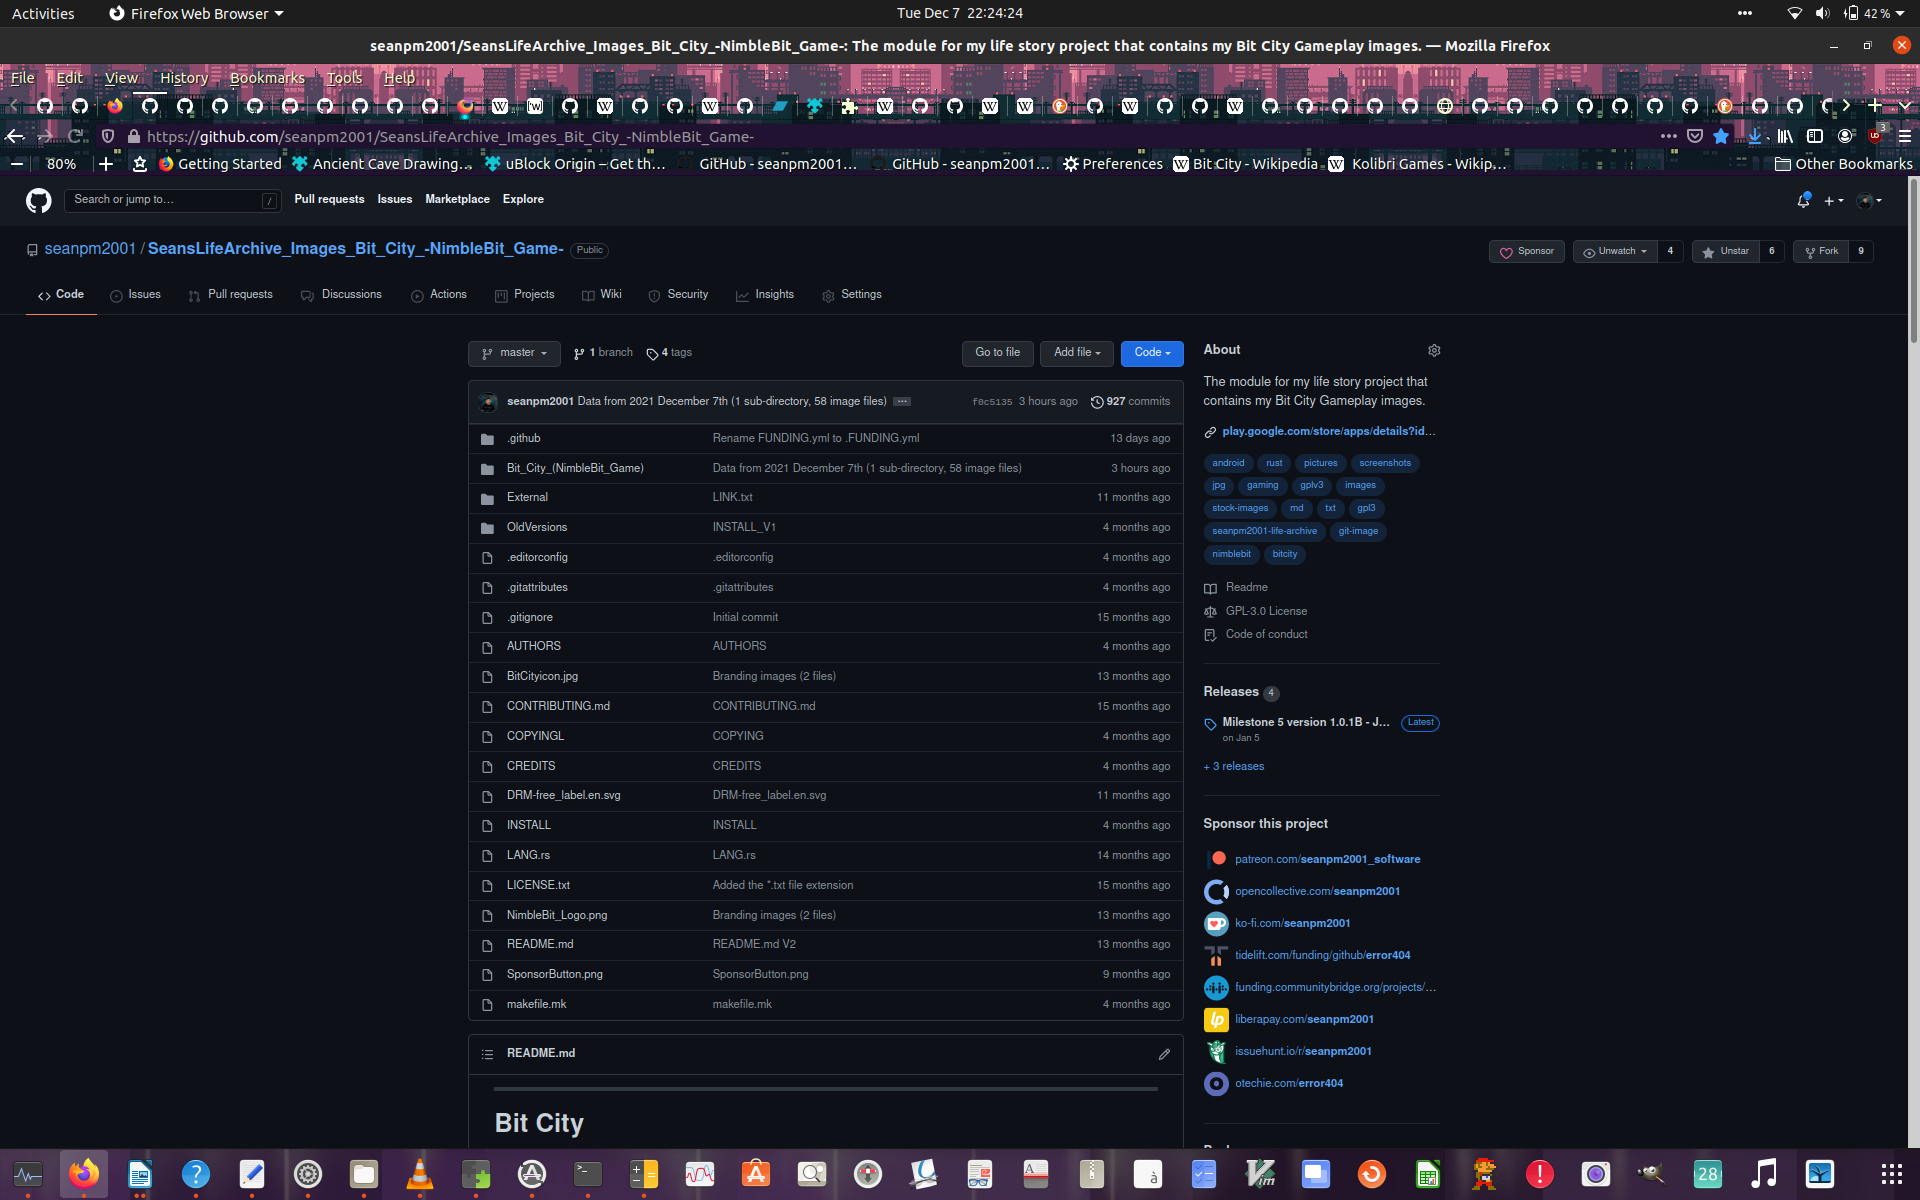 Activities
Firefox Web Browser
Tue Dec 7 22:24:24
42 %
seanpm2001/SeansLifeArchive_Images_Bit_City_-NimbleBit_Game-: The module for my life story project that contains my Bit City Gameplay images. — Mozilla Firefox
File Edit View History Bookmarks Tools Help
https://github.com/seanpm2001/SeansLifeArchive_Images_Bit_City_-NimbleBit_Game-
3
80%
Getting Started
Ancient Cave Drawing…
uBlock Origin – Get th…
GitHub - seanpm2001…
GitHub - seanpm2001…
Preferences
Bit City - Wikipedia
Kolibri Games - Wikip…
Other Bookmarks
Search or jump to…
/
Pull requests Issues Marketplace Explore
seanpm2001 / SeansLifeArchive_Images_Bit_City_-NimbleBit_Game- Public
Sponsor
Unwatch 4
Unstar 6
Fork 9
Code Issues Pull requests Discussions Actions Projects Wiki Security Insights Settings
master
1 branch
4 tags
Go to file
Add file
Code
seanpm2001 Data from 2021 December 7th (1 sub-directory, 58 image files) ... f0c5135 3 hours ago 927 commits
.github Rename FUNDING.yml to .FUNDING.yml 13 days ago
Bit_City_(NimbleBit_Game) Data from 2021 December 7th (1 sub-directory, 58 image files) 3 hours ago
External LINK.txt 11 months ago
OldVersions INSTALL_V1 4 months ago
.editorconfig .editorconfig 4 months ago
.gitattributes .gitattributes 4 months ago
.gitignore Initial commit 15 months ago
AUTHORS AUTHORS 4 months ago
BitCityicon.jpg Branding images (2 files) 13 months ago
CONTRIBUTING.md CONTRIBUTING.md 15 months ago
COPYINGL COPYING 4 months ago
CREDITS CREDITS 4 months ago
DRM-free_label.en.svg DRM-free_label.en.svg 11 months ago
INSTALL INSTALL 4 months ago
LANG.rs LANG.rs 14 months ago
LICENSE.txt Added the *.txt file extension 15 months ago
NimbleBit_Logo.png Branding images (2 files) 13 months ago
README.md README.md V2 13 months ago
SponsorButton.png SponsorButton.png 9 months ago
makefile.mk makefile.mk 4 months ago
README.md
Bit City
About
The module for my life story project that
contains my Bit City Gameplay images.
play.google.com/store/apps/details?id…
android rust pictures screenshots
jpg gaming gplv3 images
stock-images md txt gpl3
seanpm2001-life-archive git-image
nimblebit bitcity
Readme
GPL-3.0 License
Code of conduct
Releases 4
Milestone 5 version 1.0.1B - J… Latest
on Jan 5
+ 3 releases
Sponsor this project
patreon.com/seanpm2001_software
opencollective.com/seanpm2001
ko-fi.com/seanpm2001
tidelift.com/funding/github/error404
funding.communitybridge.org/projects/…
liberapay.com/seanpm2001
issuehunt.io/r/seanpm2001
otechie.com/error404
28